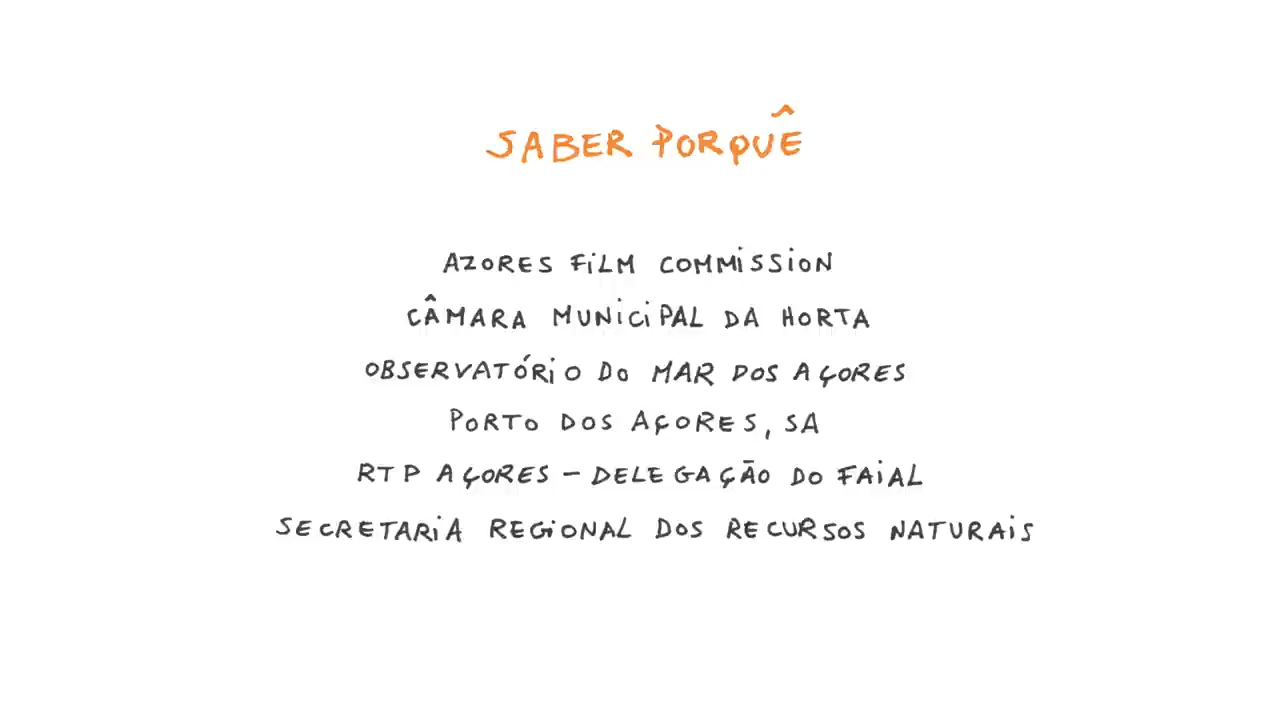 SABER PORQUÊ
AZORES FiLM COMMiSSiON
CÂMARA MUNiCiPAL DA HORTA
OBSERVATÓRiO DO MAR DOS AÇORES
PORTO DOS AÇORES, SA
RTP AÇORES – DELEGAÇÃO DO FAiAL
SECRETARiA REGiONAL DOS RECURSOS NATURAiS